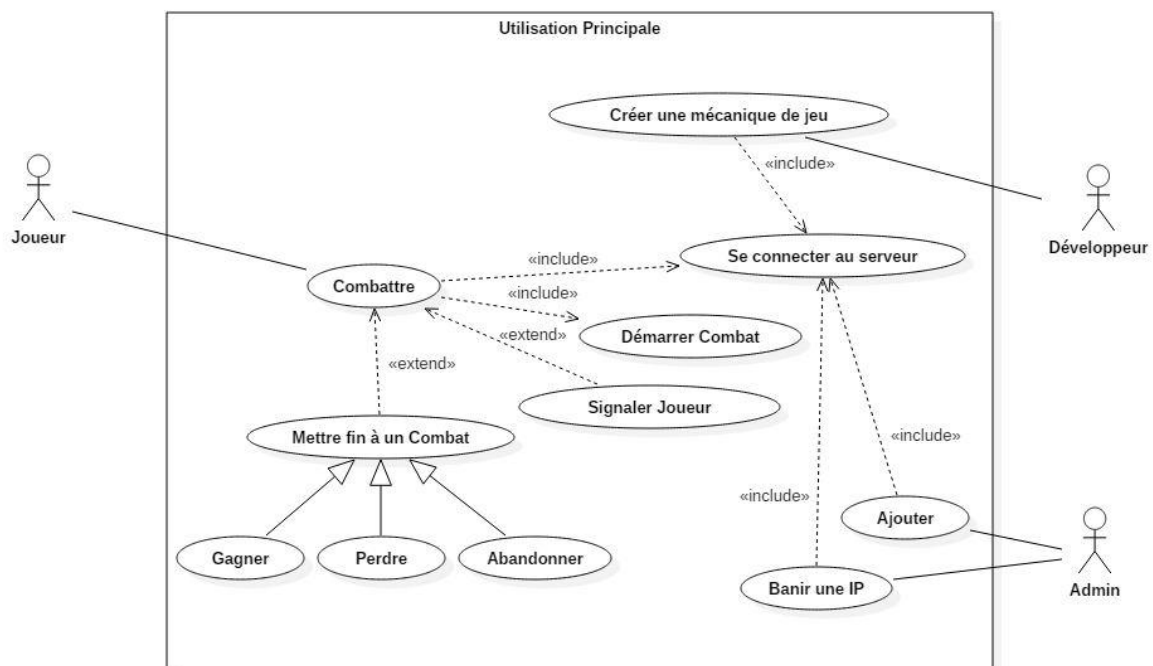 Utilisation Principale
Créer une mécanique de jeu
«include»
Joueur
Développeur
Se connecter au serveur
«include»
Combattre
«include»
«extend»
Démarrer Combat
«extend»
Signaler Joueur
Mettre fin à un Combat
«include»
«include»
Ajouter
Gagner
Perdre
Abandonner
Banir une IP
Admin